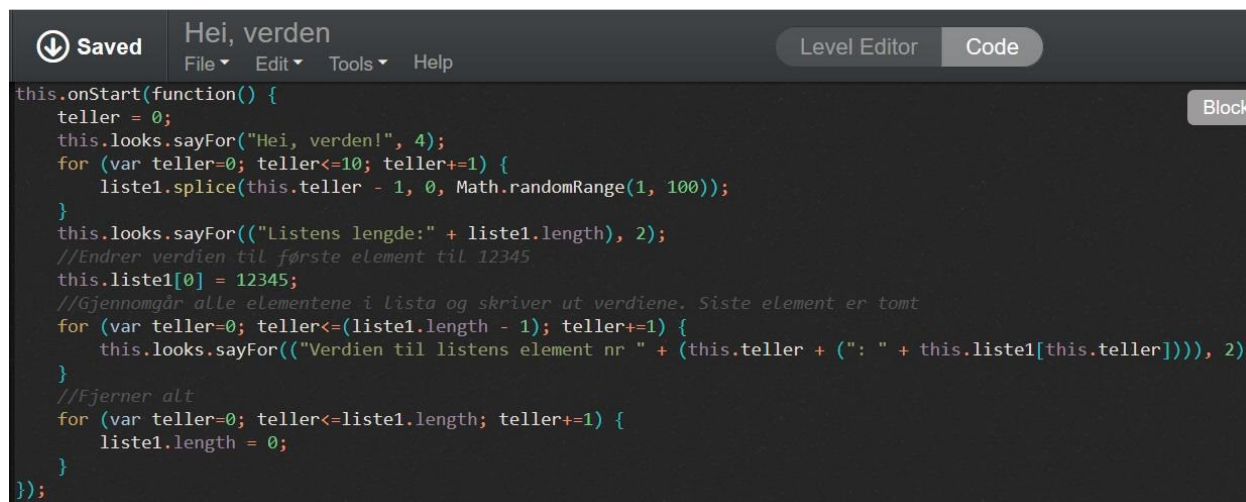 Saved
Hei, verden
Level Editor
Code
File Edit Tools Help
Block
this.onStart(function() {
    teller = 0;
    this.looks.sayFor("Hei, verden!", 4);
    for (var teller=0; teller<=10; teller+=1) {
        liste1.splice(this.teller - 1, 0, Math.randomRange(1, 100));
    }
    this.looks.sayFor(("Listens lengde:" + liste1.length), 2);
    //Endrer verdien til første element til 12345
    this.liste1[0] = 12345;
    //Gjennomgår alle elementene i lista og skriver ut verdiene. Siste element er tomt
    for (var teller=0; teller<=(liste1.length - 1); teller+=1) {
        this.looks.sayFor(("Verdien til listens element nr " + (this.teller + (": " + this.liste1[this.teller]))), 2)
    }
    //Fjerner alt
    for (var teller=0; teller<=liste1.length; teller+=1) {
        liste1.length = 0;
    }
});